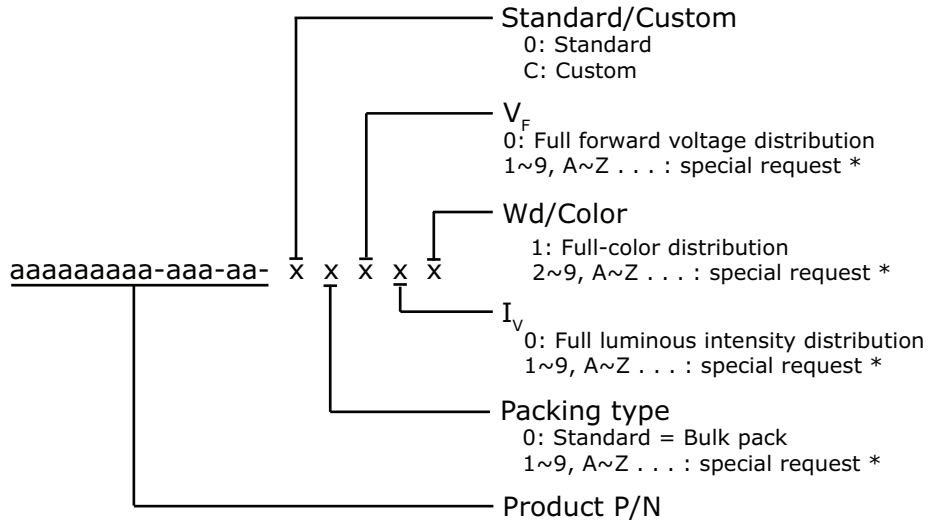 Standard/Custom
0: Standard
C: Custom
VF
0: Full forward voltage distribution
1~9, A~Z . . . : special request *
Wd/Color
1: Full-color distribution
2~9, A~Z . . . : special request *
aaaaaaaaa-aaa-aa- x x x x x
IV
0: Full luminous intensity distribution
1~9, A~Z . . . : special request *
Packing type
0: Standard = Bulk pack
1~9, A~Z . . . : special request *
Product P/N